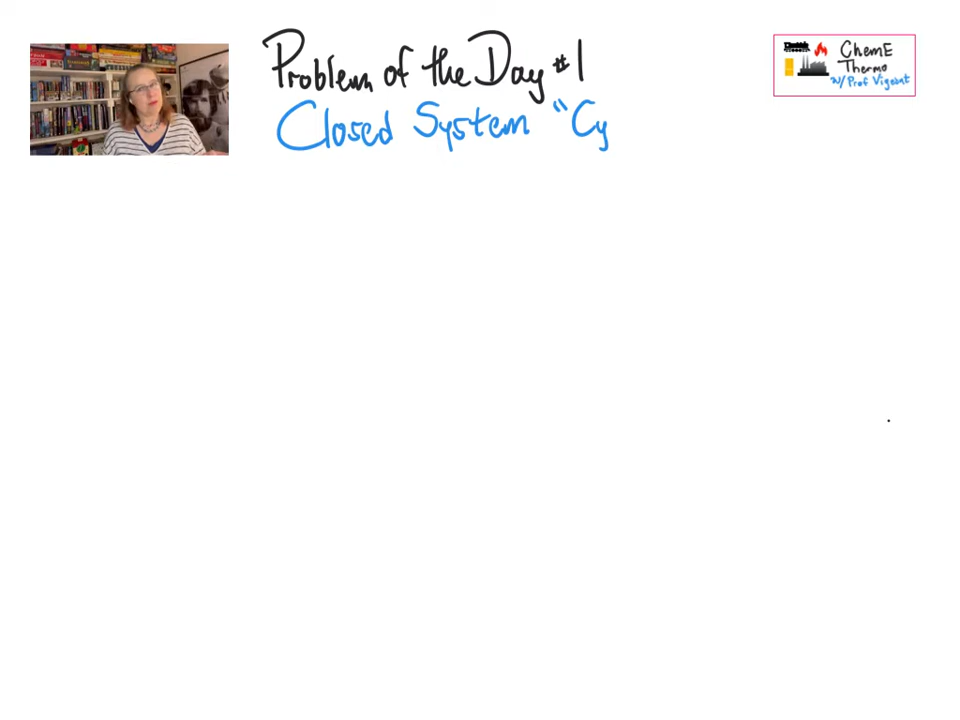 Problem of the Day #1
Closed System "Cy
ChemE
Thermo
w/ Prof Vigeant